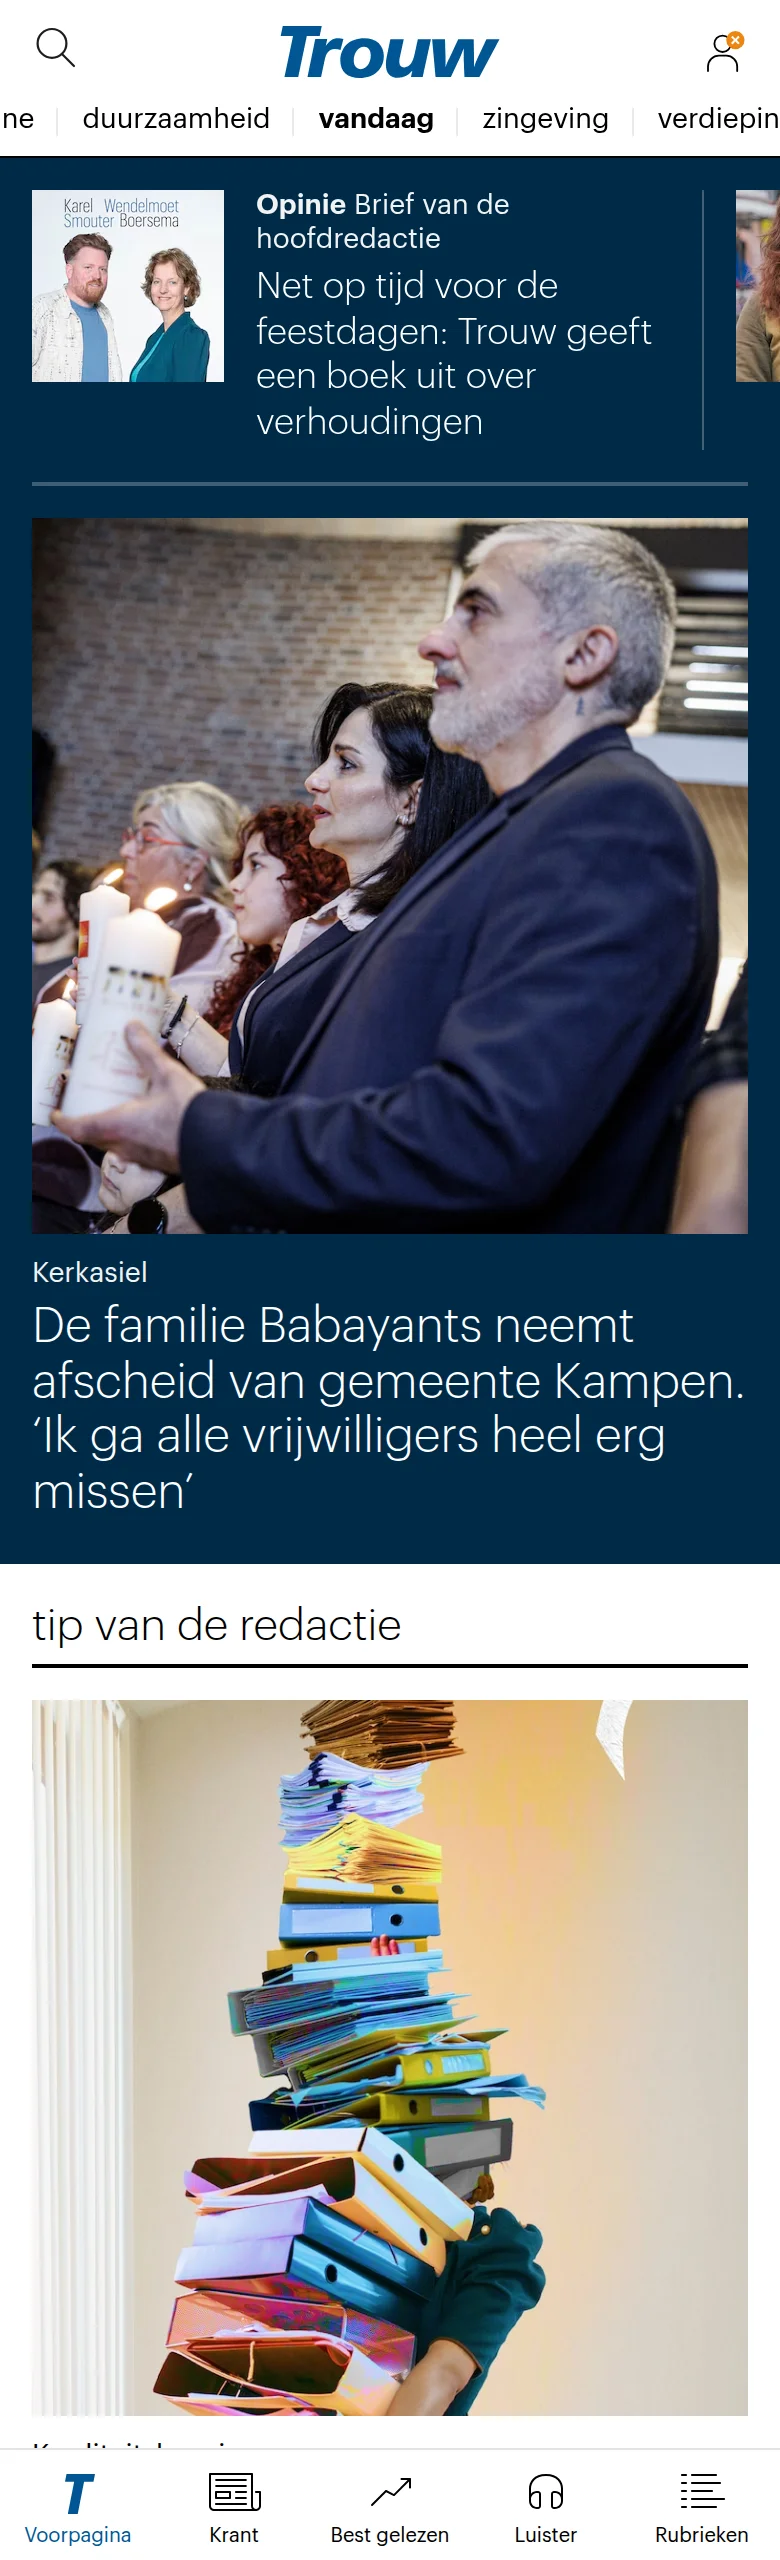 Trouw
ne
duurzaamheid
vandaag
zingeving
verdiepin
Karel Wendelmoet
Smouter Boersema
Opinie Brief van de
hoofdredactie
Net op tijd voor de
feestdagen: Trouw geeft
een boek uit over
verhoudingen
Kerkasiel
De familie Babayants neemt
afscheid van gemeente Kampen.
‘Ik ga alle vrijwilligers heel erg
missen’
tip van de redactie
T
Voorpagina
Krant
Best gelezen
Luister
Rubrieken